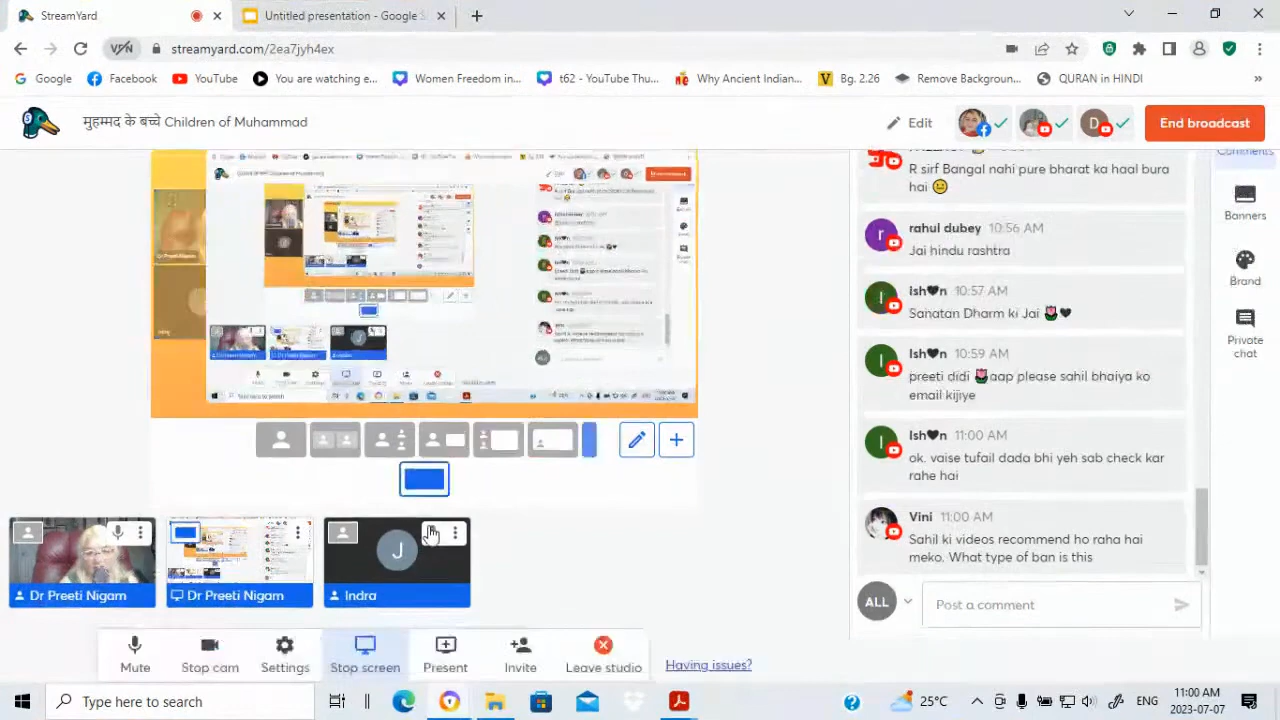 StreamYard
Untitled presentation - Google S
VPN
streamyard.com/2ea7jyh4ex
Google
Facebook
YouTube
You are watching e...
Women Freedom in...
t62 - YouTube Thu...
Why Ancient Indian...
Bg. 2.26
Remove Backgroun...
QURAN in HINDI
मुहम्मद के बच्चे Children of Muhammad
Edit
D
End broadcast
Comments
R sirf Bangal nahi pure bharat ka haal bura
hai
rahul dubey
Jai hindu rashtra
Ish♥n 10:57 AM
Sanatan Dharm ki Jai
Ish♥n 10:59 AM
preeti didi aap please sahil bhaiya ko
email kijiye
Ish♥n 11:00 AM
ok. vaise tufail dada bhi yeh sab check kar
rahe hai
Vini 11:00 AM
Sahil ki videos recommend ho raha hai
meko. What type of ban is this
ALL
Post a comment
Banners
Brand
Private
chat
Dr Preeti Nigam
Dr Preeti Nigam
J
Indra
Mute
Stop cam
Settings
Stop screen
Present
Invite
Leave studio
Having issues?
Type here to search
25°C
ENG
11:00 AM
2023-07-07